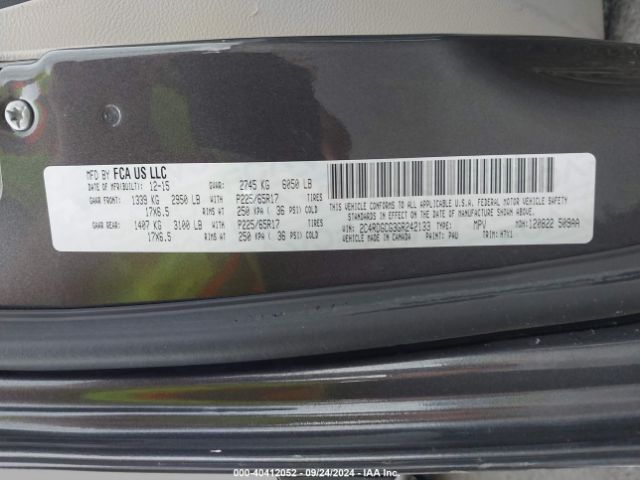 MFD BY FCA US LLC
DATE OF MFR(BUILT): 12-15 GVWR: 2745 KG 6050 LB
GAWR FRONT: 1339 KG 2950 LB WITH P225/65R17 TIRES
17X6.5 RIMS AT 250 KPA ( 36 PSI) COLD
GAWR REAR: 1407 KG 3100 LB WITH P225/65R17 TIRES
17X6.5 RIMS AT 250 KPA ( 36 PSI) COLD
THIS VEHICLE CONFORMS TO ALL APPLICABLE U.S.A. FEDERAL MOTOR VEHICLE SAFETY
STANDARDS IN EFFECT ON THE DATE OF MANUFACTURE SHOWN ABOVE.
VIN: 2C4RDGCG3GR242133 TYPE: MPV MDH: 120822 509AA
VEHICLE MADE IN CANADA PAINT: PAU TRIM: H7X1
000-40412052 - 09/24/2024 - IAA Inc.